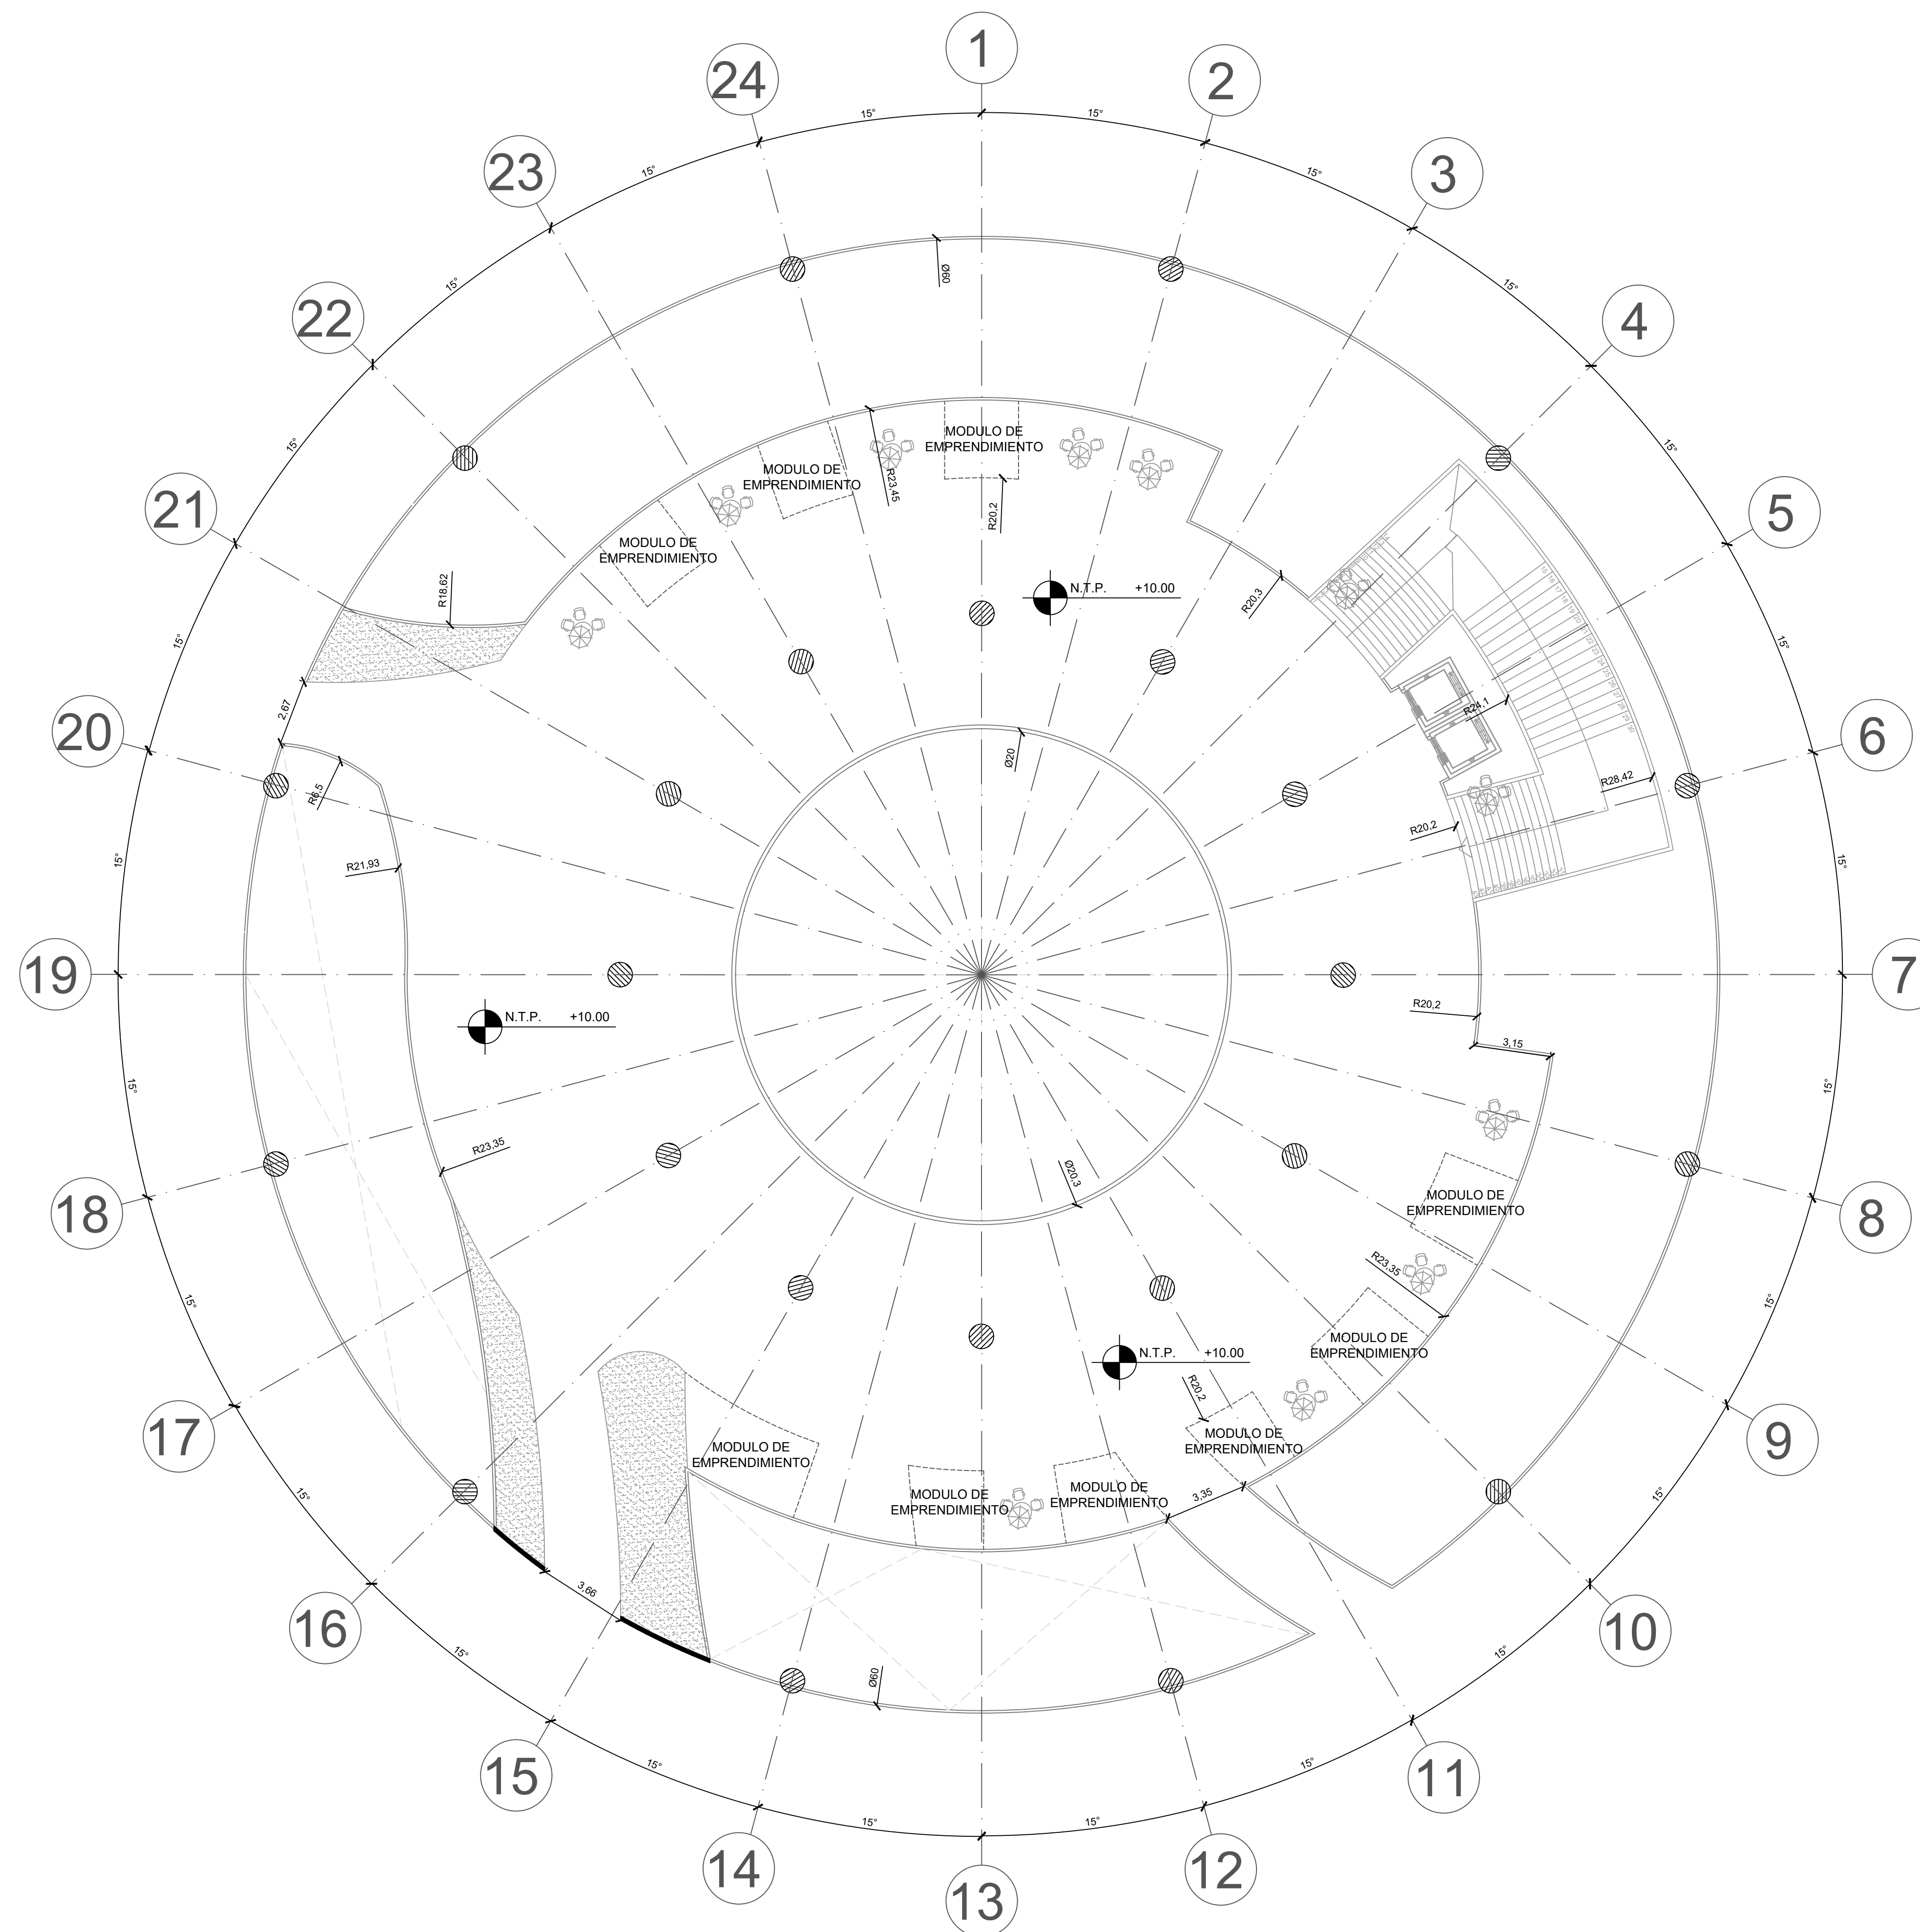 1
24
2
15°
15°
23
3
15°
15°
22
4
15°
15°
Ø60
21
5
15°
15°
MODULO DE
EMPRENDIMIENTO
MODULO DE
EMPRENDIMIENTO
R23,45
R20,2
MODULO DE
EMPRENDIMIENTO
R18,62
N.T.P. +10.00
R20,3
20
6
15°
15°
2,67
R24,1
Ø20
R28,42
R6,5
R20,2
15°
15°
R21,93
19
7
N.T.P. +10.00
R20,2
3,15
15°
15°
R23,35
Ø20,3
18
8
MODULO DE
EMPRENDIMIENTO
R23,35
15°
15°
MODULO DE
EMPRENDIMIENTO
N.T.P. +10.00
R20,2
17
9
MODULO DE
EMPRENDIMIENTO
MODULO DE
EMPRENDIMIENTO
MODULO DE
EMPRENDIMIENTO
MODULO DE
EMPRENDIMIENTO
3,35
15°
15°
3,66
16
10
15°
15°
Ø60
15
11
15°
15°
14
12
15°
15°
13